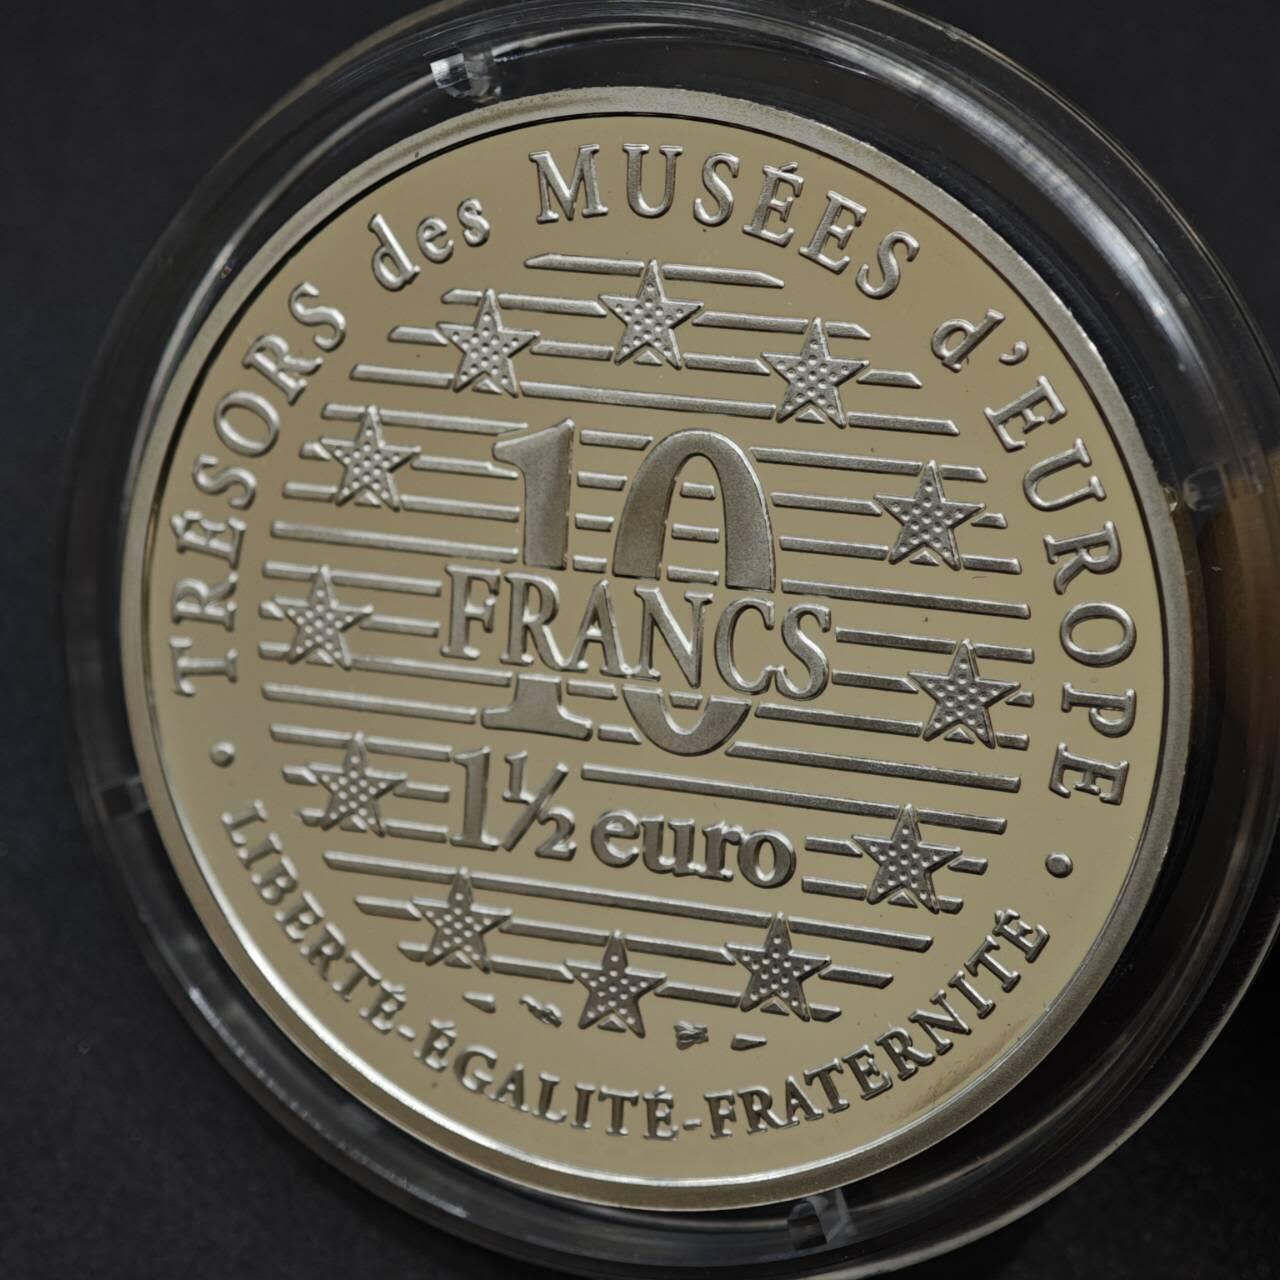 TRÉSORS des MUSÉES d'EUROPE
10
FRANCS
1½ euro
LIBERTÉ-ÉGALITÉ-FRATERNITÉ